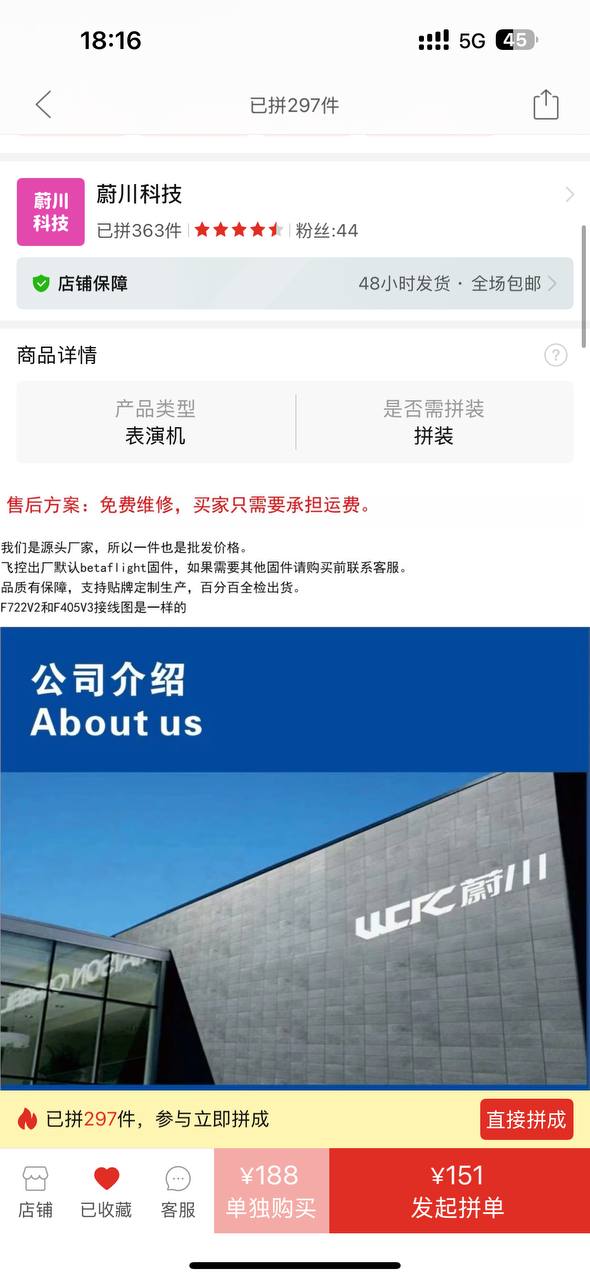 18:16
5G
45
已拼297件
蔚川
科技
蔚川科技
已拼363件
粉丝:44
店铺保障
48小时发货 · 全场包邮
商品详情
?
产品类型
是否需拼装
表演机
拼装
售后方案：免费维修，买家只需要承担运费。
我们是源头厂家，所以一件也是批发价格。
飞控出厂默认betaflight固件，如果需要其他固件请购买前联系客服。
品质有保障，支持贴牌定制生产，百分百全检出货。
F722V2和F405V3接线图是一样的
公司介绍
About us
WCRC 蔚川
已拼297件，参与立即拼成
直接拼成
店铺
已收藏
客服
¥188
单独购买
¥151
发起拼单